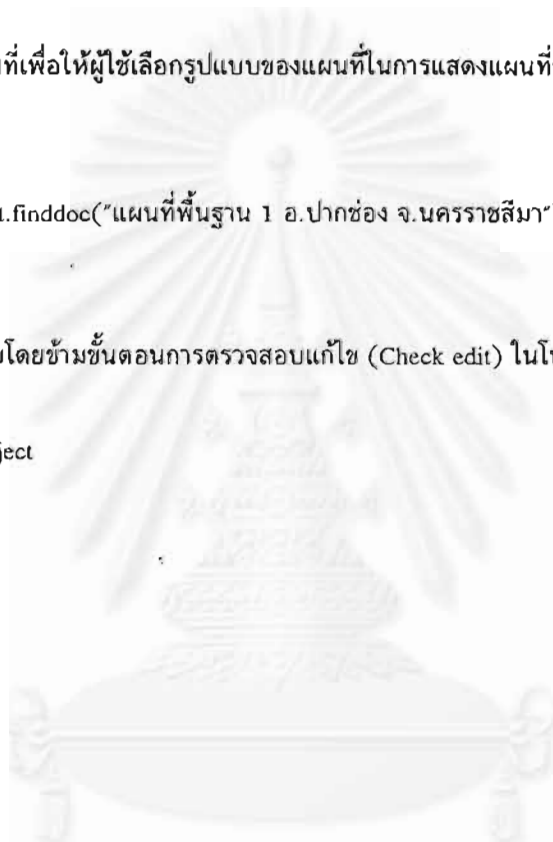 ที่เพื่อให้ผู้ใช้เลือกรูปแบบของแผนที่ในการแสดงแผนที่
.finddoc("แผนที่พื้นฐาน 1 อ.ปากช่อง จ.นครราชสีมา"
โดยข้ามขั้นตอนการตรวจสอบแก้ไข (Check edit) ในโ
ject